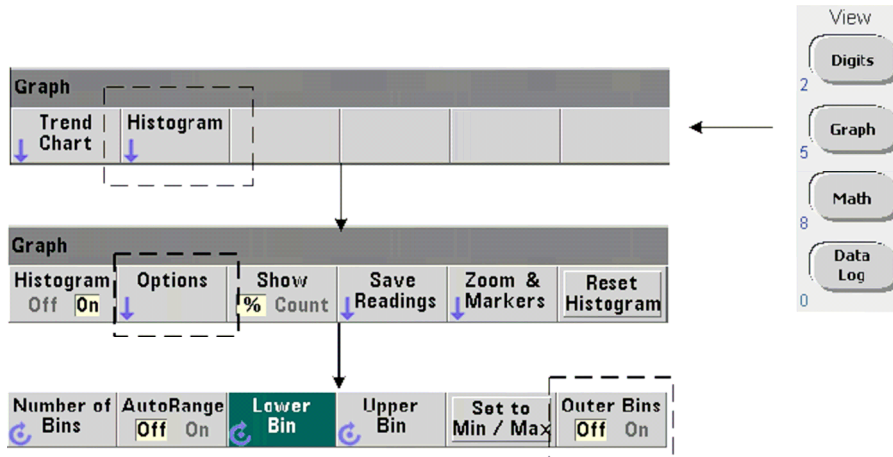 View
Digits
2
Graph
5
Math
8
Data
Log
0
Graph
Trend
Chart
Histogram
Graph
Histogram
Off On
Options
Show
% Count
Save
Readings
Zoom &
Markers
Reset
Histogram
Number of
Bins
AutoRange
Off On
Lower
Bin
Upper
Bin
Set to
Min / Max
Outer Bins
Off On